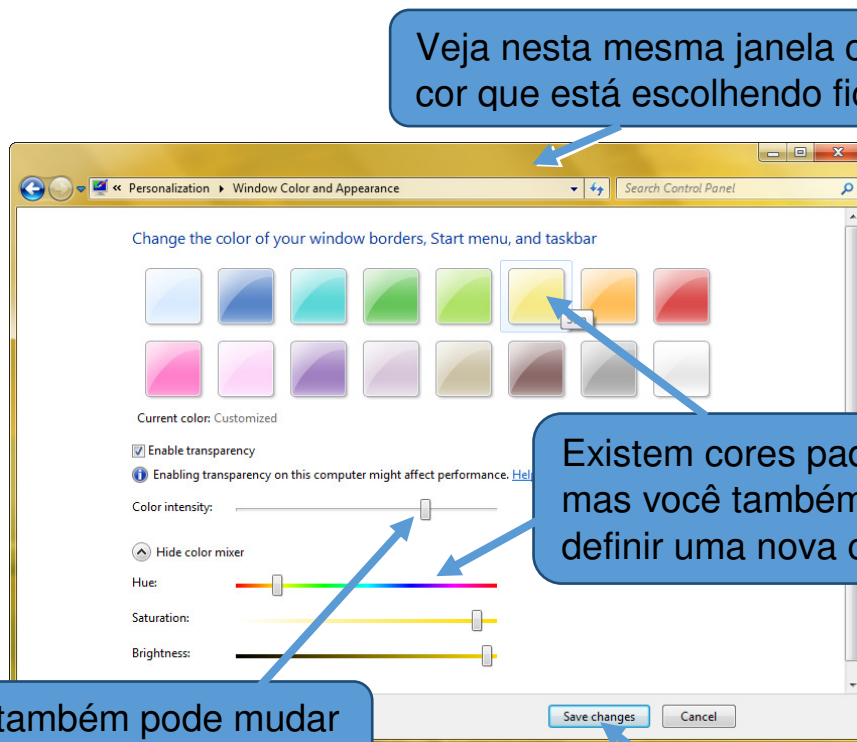 Veja nesta mesma janela
cor que está escolhendo
« Personalization ▸ Window Color and Appearance
Search Control Panel
Change the color of your window borders, Start menu, and taskbar
Current color: Customized
Enable transparency
Enabling transparency on this computer might affect performance. Help
Existem cores
mas você também
definir uma nova
Color intensity:
Hide color mixer
Hue:
Saturation:
Brightness:
também pode mudar
Save changes
Cancel